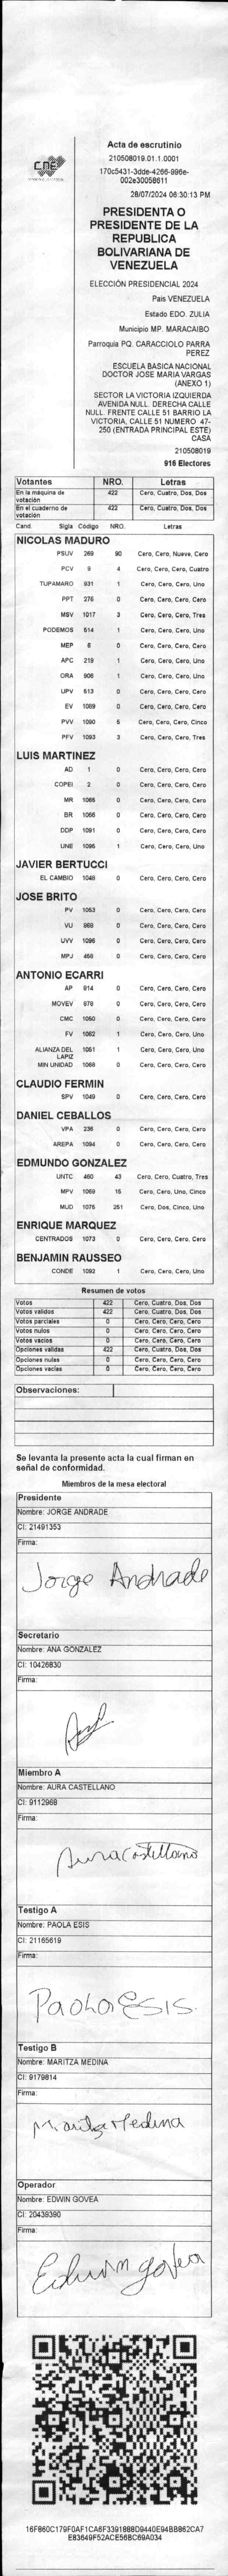 CNE
Acta de escrutinio
210508019.01.1.0001
170c5431-3dde-4266-996e-
002e30058611
28/07/2024 06:30:13 PM
PRESIDENTA O
PRESIDENTE DE LA
REPUBLICA
BOLIVARIANA DE
VENEZUELA
ELECCIÓN PRESIDENCIAL 2024
Pais VENEZUELA
Estado EDO. ZULIA
Municipio MP. MARACAIBO
Parroquia PQ. CARACCIOLO PARRA
PEREZ
ESCUELA BASICA NACIONAL
DOCTOR JOSE MARIA VARGAS
(ANEXO 1)
SECTOR LA VICTORIA IZQUIERDA
AVENIDA NULL. DERECHA CALLE
NULL. FRENTE CALLE 51 BARRIO LA
VICTORIA, CALLE 51 NUMERO 47-
250 (ENTRADA PRINCIPAL ESTE)
CASA
210508019
916 Electores
Votantes NRO. Letras
En la máquina de votación 422 Cero, Cuatro, Dos, Dos
En el cuaderno de votación 422 Cero, Cuatro, Dos, Dos
Cand. Sigla Código NRO. Letras
NICOLAS MADURO
PSUV 269 90 Cero, Cero, Nueve, Cero
PCV 9 4 Cero, Cero, Cero, Cuatro
TUPAMARO 931 1 Cero, Cero, Cero, Uno
PPT 276 0 Cero, Cero, Cero, Cero
MSV 1017 3 Cero, Cero, Cero, Tres
PODEMOS 514 1 Cero, Cero, Cero, Uno
MEP 6 0 Cero, Cero, Cero, Cero
APC 219 1 Cero, Cero, Cero, Uno
ORA 906 1 Cero, Cero, Cero, Uno
UPV 513 0 Cero, Cero, Cero, Cero
EV 1089 0 Cero, Cero, Cero, Cero
PVV 1090 5 Cero, Cero, Cero, Cinco
PFV 1093 3 Cero, Cero, Cero, Tres
LUIS MARTINEZ
AD 1 0 Cero, Cero, Cero, Cero
COPEI 2 0 Cero, Cero, Cero, Cero
MR 1065 0 Cero, Cero, Cero, Cero
BR 1066 0 Cero, Cero, Cero, Cero
DDP 1091 0 Cero, Cero, Cero, Cero
UNE 1095 1 Cero, Cero, Cero, Uno
JAVIER BERTUCCI
EL CAMBIO 1048 0 Cero, Cero, Cero, Cero
JOSE BRITO
PV 1053 0 Cero, Cero, Cero, Cero
VU 868 0 Cero, Cero, Cero, Cero
UVV 1096 0 Cero, Cero, Cero, Cero
MPJ 468 0 Cero, Cero, Cero, Cero
ANTONIO ECARRI
AP 914 0 Cero, Cero, Cero, Cero
MOVEV 878 0 Cero, Cero, Cero, Cero
CMC 1050 0 Cero, Cero, Cero, Cero
FV 1062 1 Cero, Cero, Cero, Uno
ALIANZA DEL LAPIZ 1051 1 Cero, Cero, Cero, Uno
MIN UNIDAD 1068 0 Cero, Cero, Cero, Cero
CLAUDIO FERMIN
SPV 1049 0 Cero, Cero, Cero, Cero
DANIEL CEBALLOS
VPA 236 0 Cero, Cero, Cero, Cero
AREPA 1094 0 Cero, Cero, Cero, Cero
EDMUNDO GONZALEZ
UNTC 460 43 Cero, Cero, Cuatro, Tres
MPV 1069 15 Cero, Cero, Uno, Cinco
MUD 1075 251 Cero, Dos, Cinco, Uno
ENRIQUE MARQUEZ
CENTRADOS 1073 0 Cero, Cero, Cero, Cero
BENJAMIN RAUSSEO
CONDE 1092 1 Cero, Cero, Cero, Uno
Resumen de votos
Votos 422 Cero, Cuatro, Dos, Dos
Votos validos 422 Cero, Cuatro, Dos, Dos
Votos parciales 0 Cero, Cero, Cero, Cero
Votos nulos 0 Cero, Cero, Cero, Cero
Votos vacios 0 Cero, Cero, Cero, Cero
Opciones validas 422 Cero, Cuatro, Dos, Dos
Opciones nulas 0 Cero, Cero, Cero, Cero
Opciones vacias 0 Cero, Cero, Cero, Cero
Observaciones:
Se levanta la presente acta la cual firman en
señal de conformidad.
Miembros de la mesa electoral
Presidente
Nombre: JORGE ANDRADE
CI: 21491353
Firma:
Jorge Andrade
Secretario
Nombre: ANA GONZALEZ
CI: 10426830
Firma:
Miembro A
Nombre: AURA CASTELLANO
CI: 9112968
Firma:
Aura Castellano
Testigo A
Nombre: PAOLA ESIS
CI: 21165619
Firma:
Paola ESIS
Testigo B
Nombre: MARITZA MEDINA
CI: 9179814
Firma:
Maritza Medina
Operador
Nombre: EDWIN GOVEA
CI: 20439390
Firma:
Edwin govea
16F860C179F0AF1CA6F3391888D9440E94BB862CA7
E83649F52ACE56BC69A034